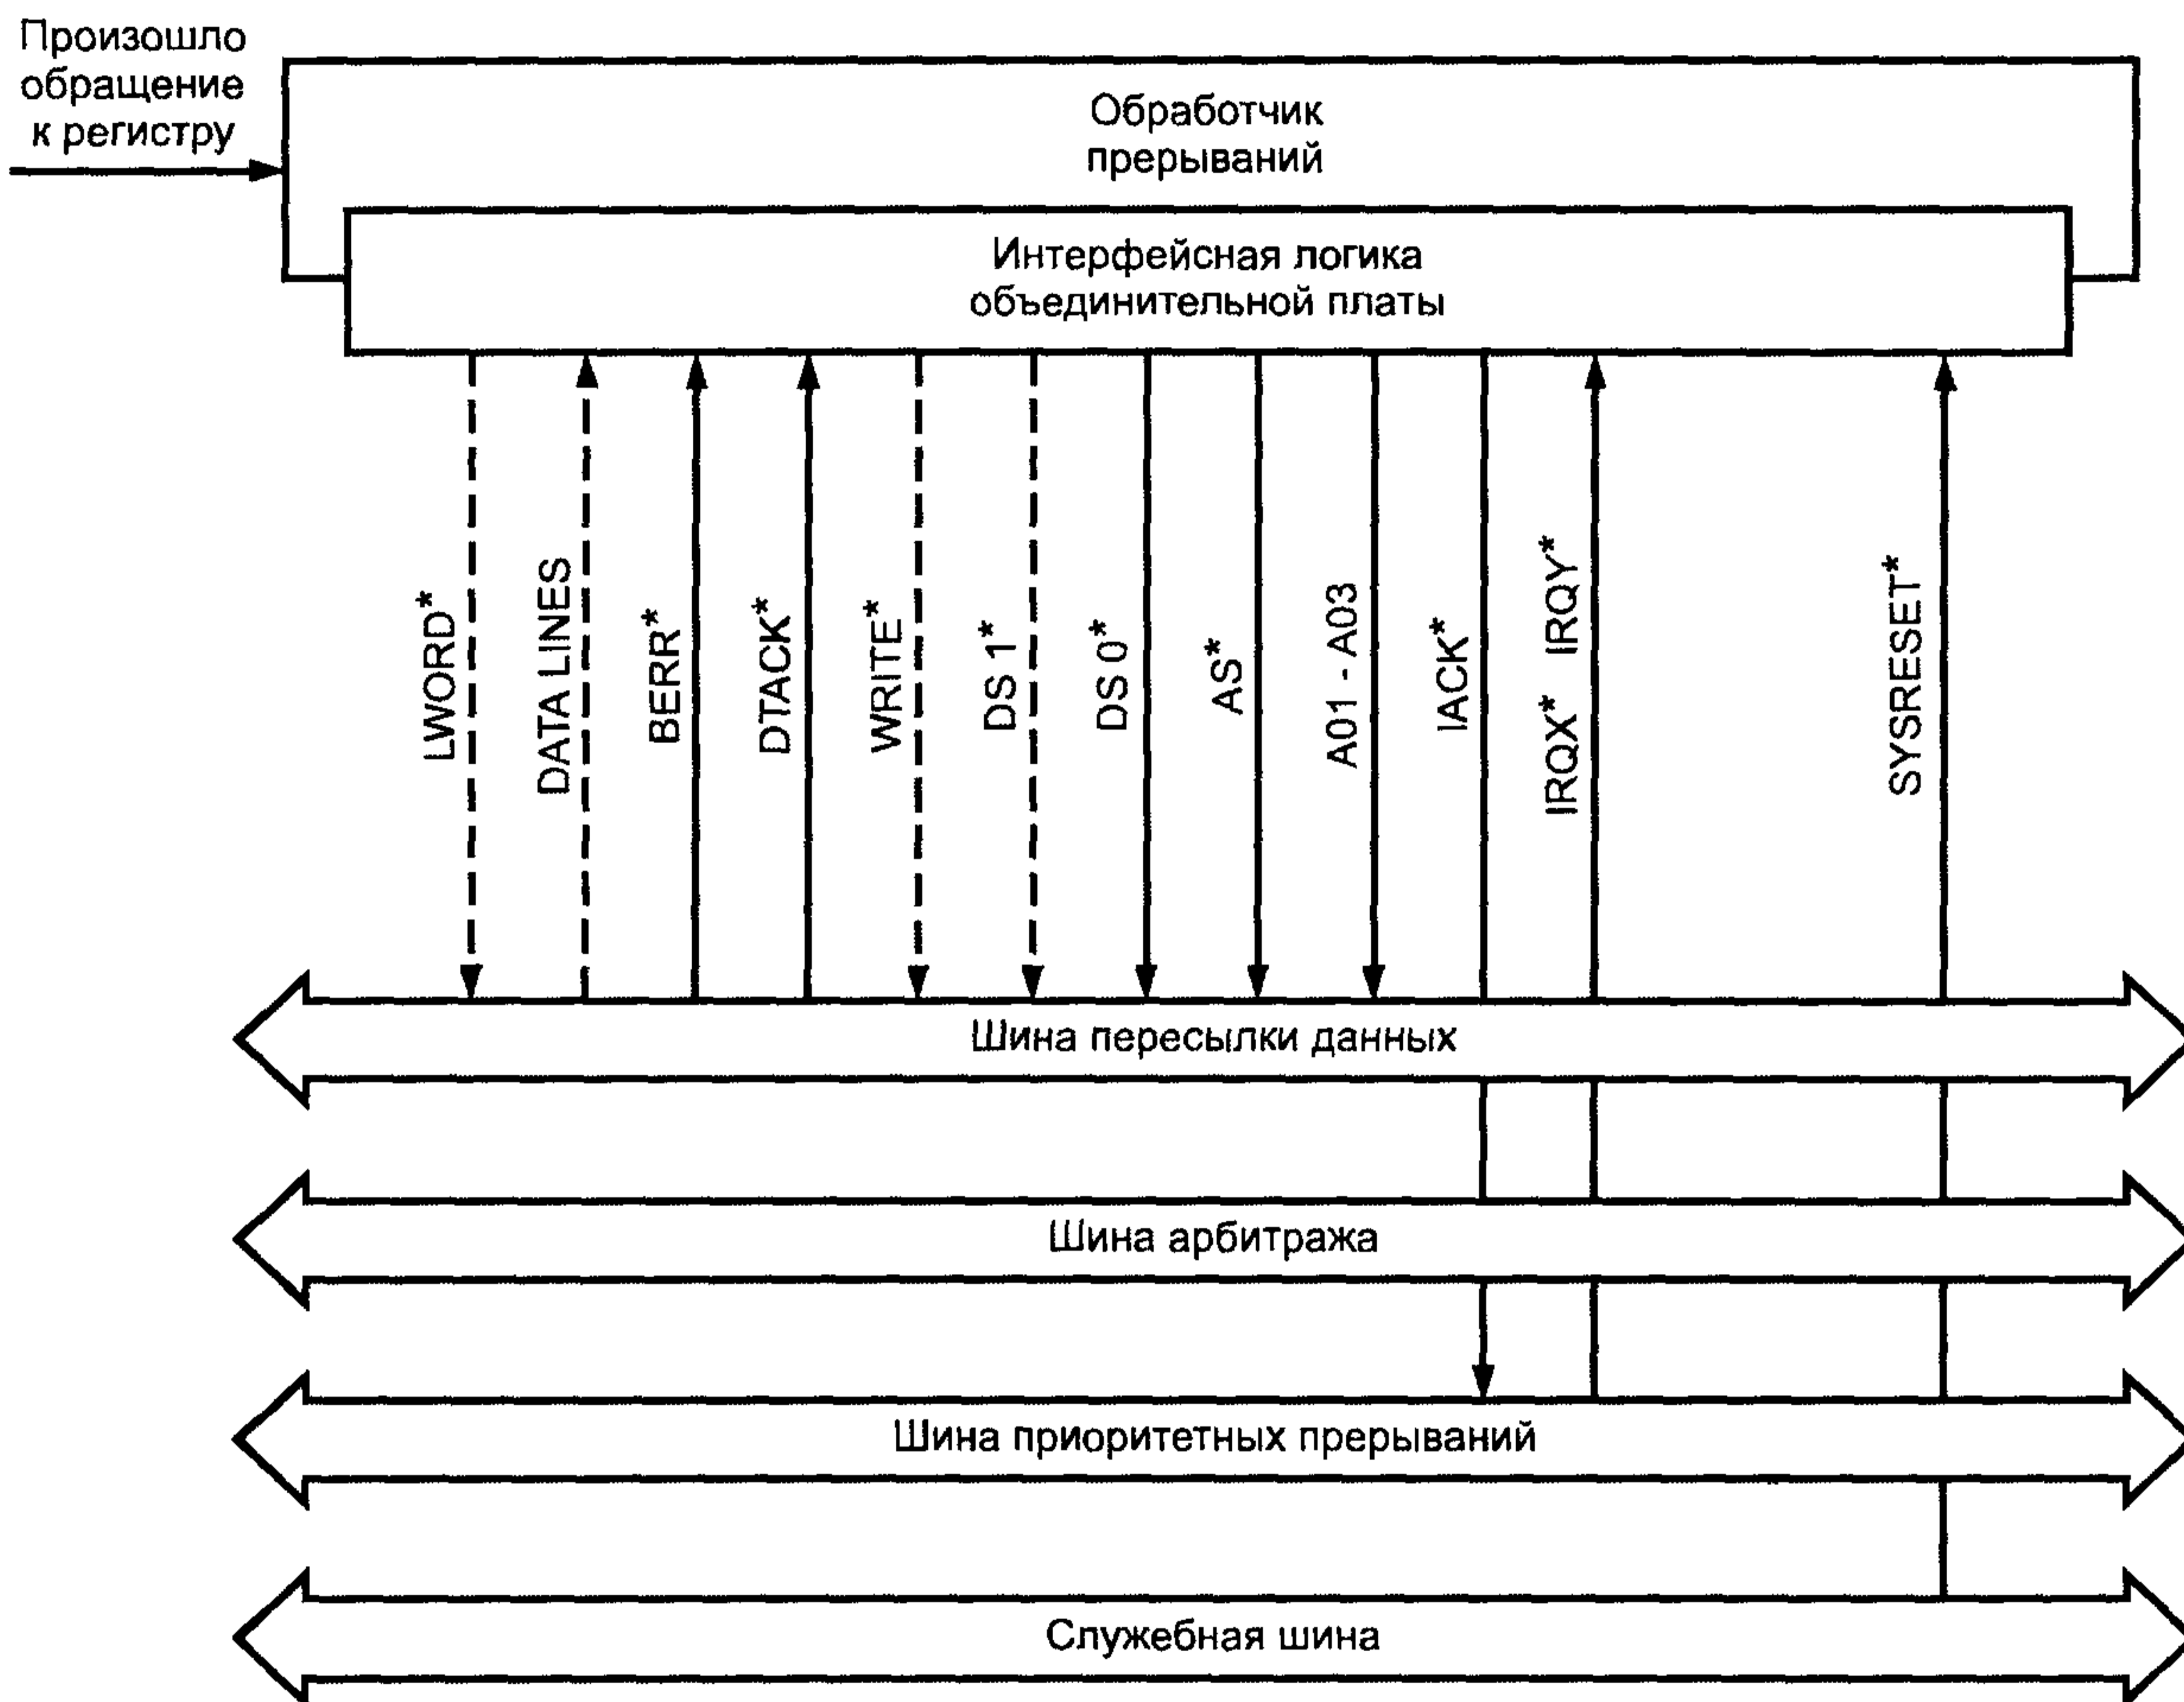 Произошло
обращение
к регистру
Обработчик
прерываний
Интерфейсная логика
объединительной платы
LWORD*
DATA LINES
BERR*
DTACK*
WRITE*
DS 1*
DS 0*
AS*
A01 - A03
IACK*
IRQX* IRQY*
SYSRESET*
Шина пересылки данных
Шина арбитража
Шина приоритетных прерываний
Служебная шина